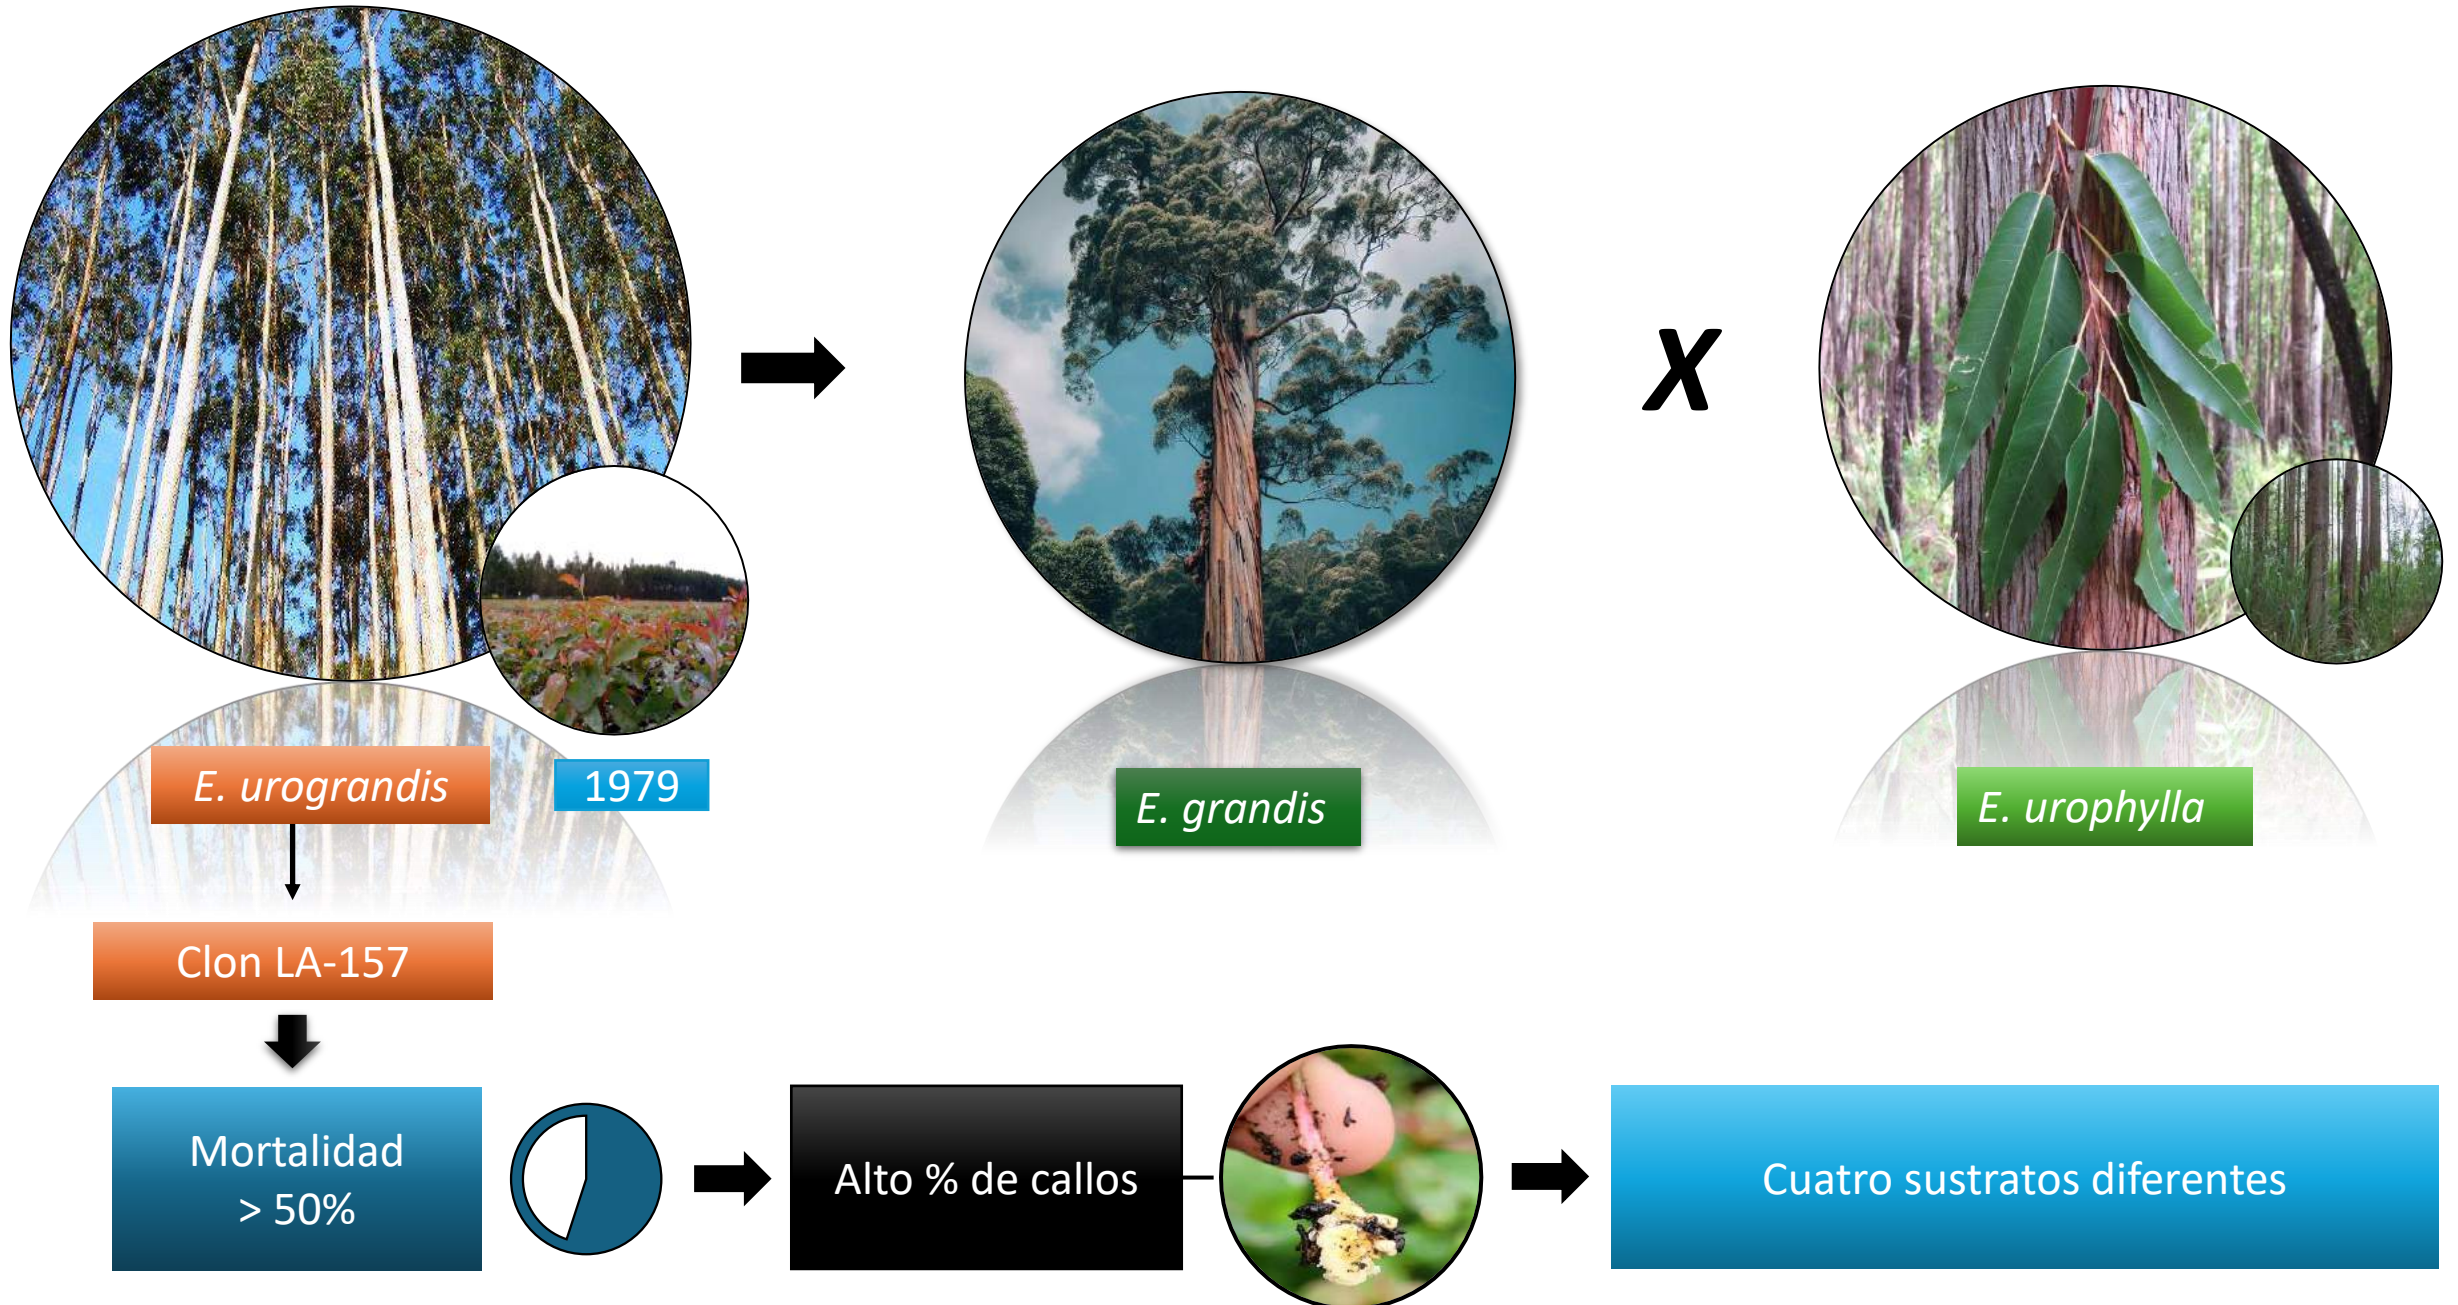 X
E. urograndis
1979
E. grandis
E. urophylla
Clon LA-157
Mortalidad
> 50%
Alto % de callos
Cuatro sustratos diferentes